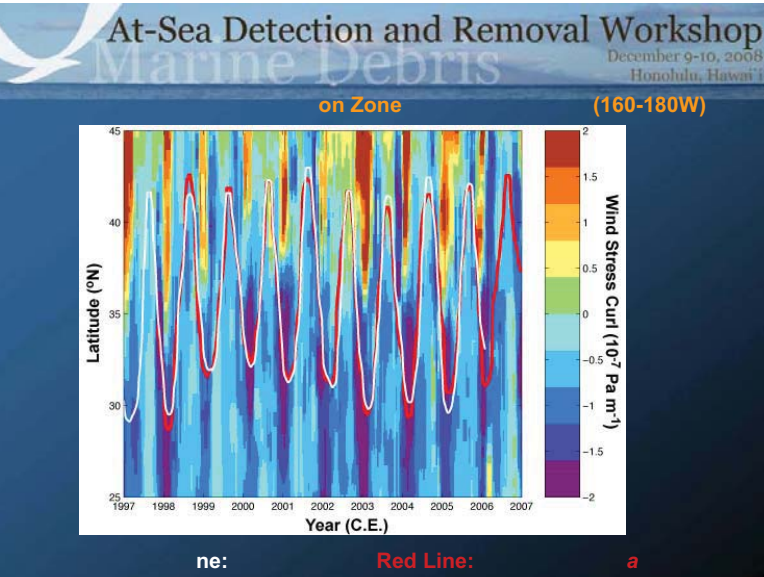 At-Sea Detection and Removal Workshop
Marine Debris
December 9-10, 2008
Honolulu, Hawai`i
on Zone (160-180W)
45
40
35
30
25
Latitude (ºN)
1997 1998 1999 2000 2001 2002 2003 2004 2005 2006 2007
Year (C.E.)
2
1.5
1
0.5
0
−0.5
−1
−1.5
−2
Wind Stress Curl (10⁻⁷ Pa m⁻¹)
ne: Red Line: a